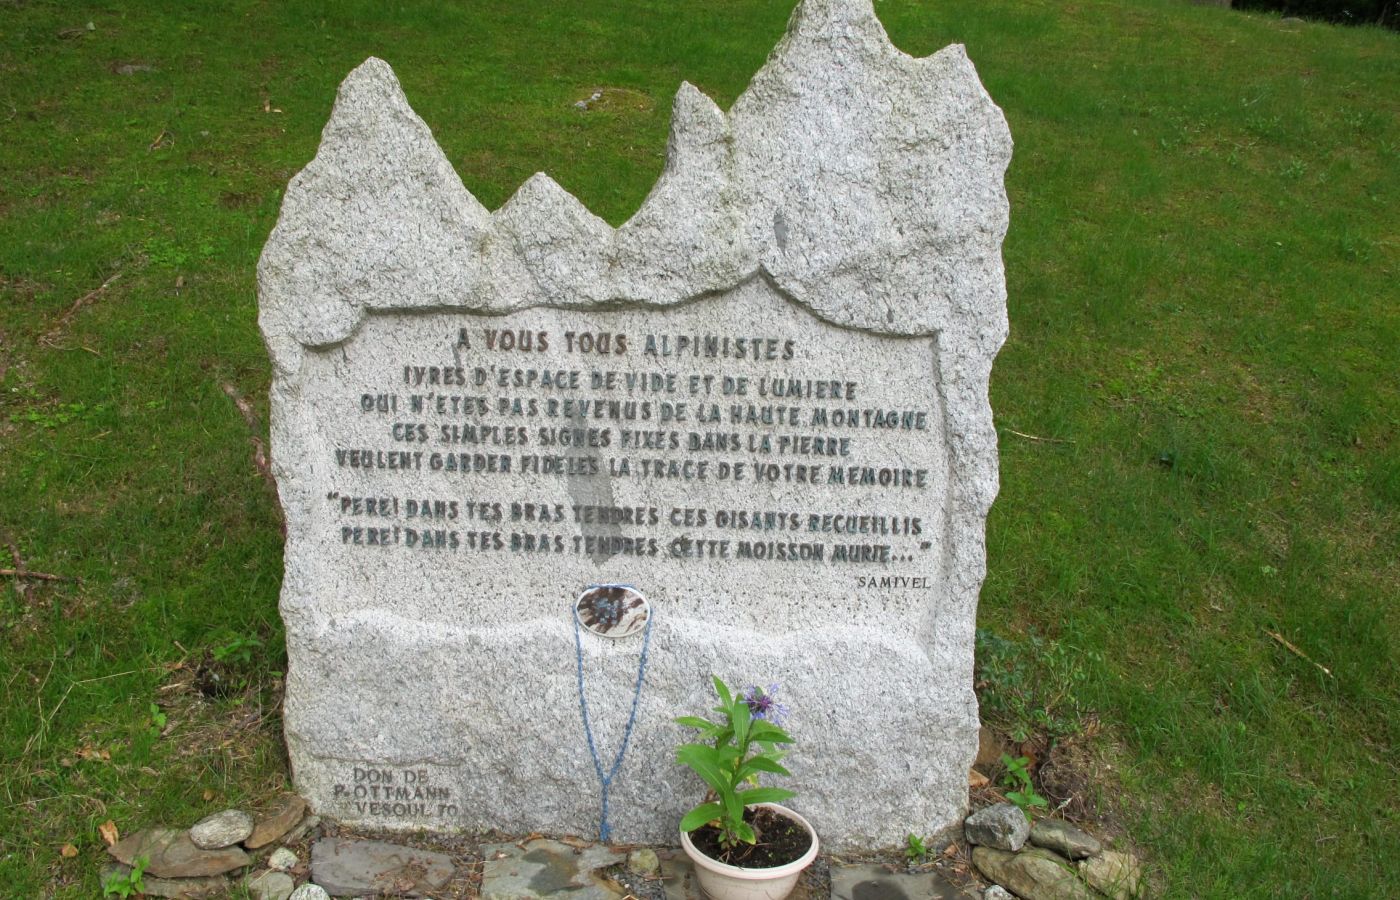 A VOUS TOUS ALPINISTES
IVRES D'ESPACE DE VIDE ET DE LUMIERE
QUI N'ETES PAS REVENUS DE LA HAUTE MONTAGNE
CES SIMPLES SIGNES FIXES DANS LA PIERRE
VEULENT GARDER FIDELES LA TRACE DE VOTRE MEMOIRE
"PERE! DANS TES BRAS TENDRES CES OISANTS RECUEILLIS
PERE! DANS TES BRAS TENDRES CETTE MOISSON MURIE..."
SAMIVEL
DON DE
P. OTTMANN
VESOUL 70